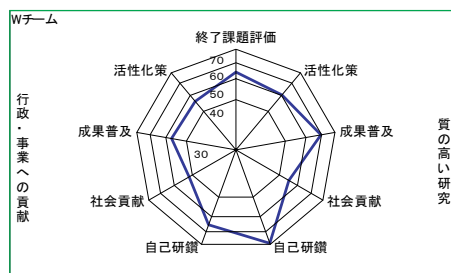 Wチーム
終了課題評価
活性化策
活性化策
成果普及
成果普及
社会貢献
社会貢献
自己研鑽
自己研鑽
70
60
50
40
30
行政・事業への貢献
質の高い研究